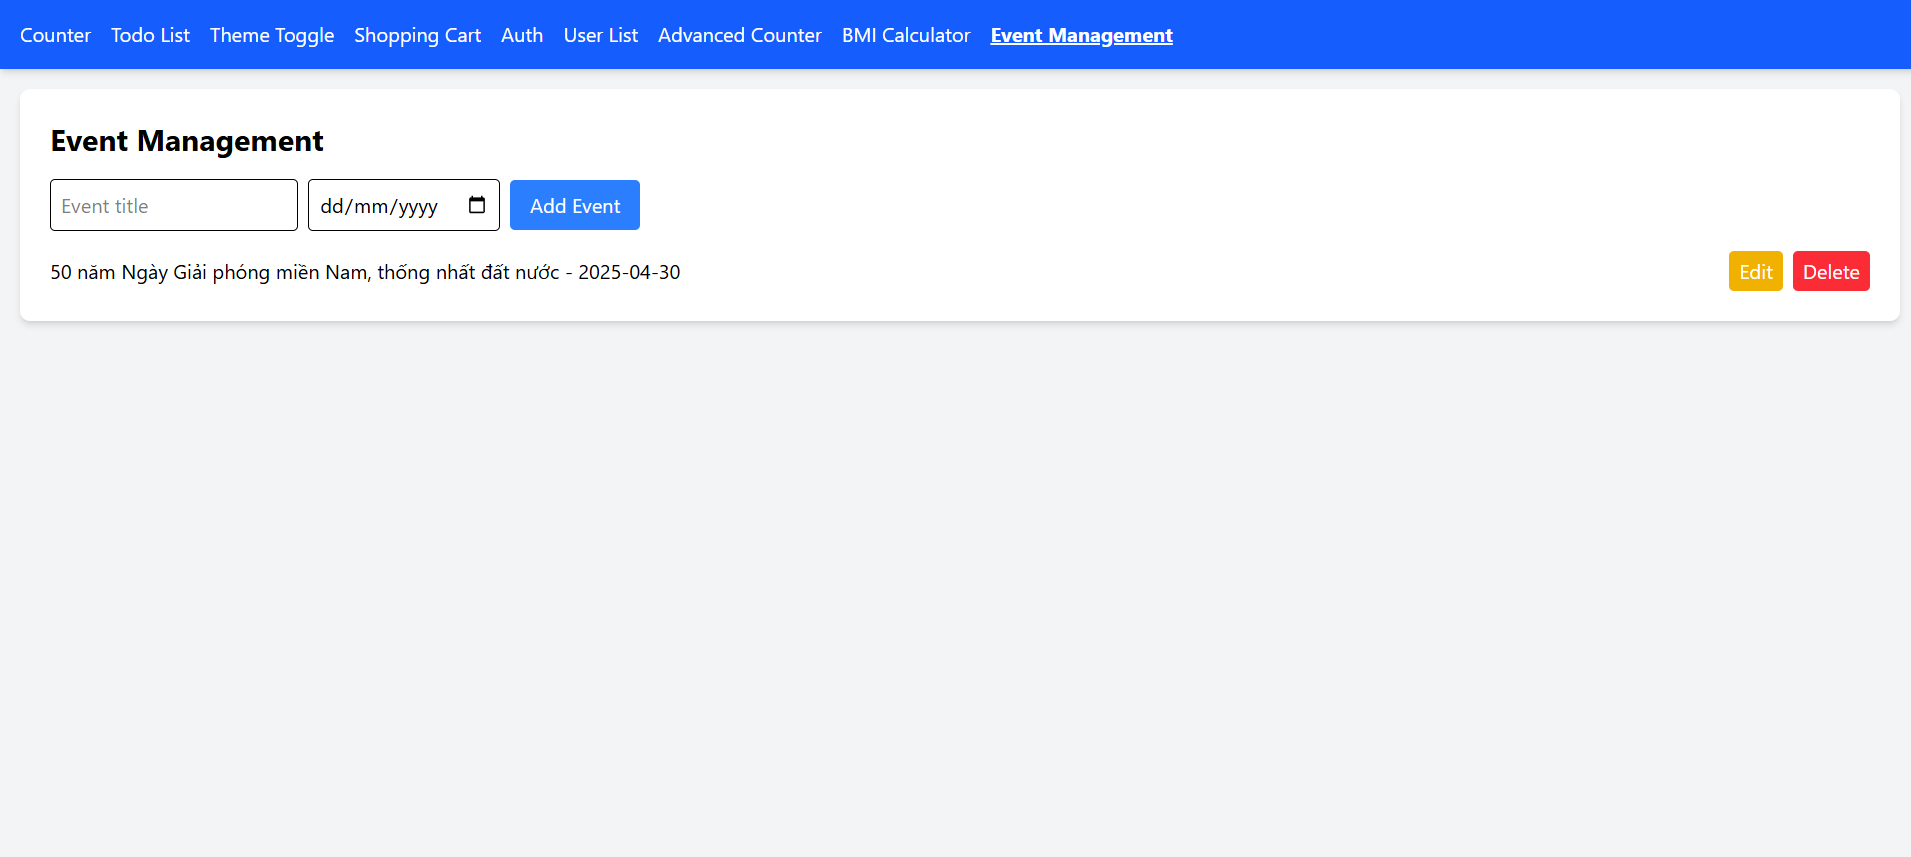 Counter Todo List Theme Toggle Shopping Cart Auth User List Advanced Counter BMI Calculator Event Management
Event Management
Event title dd/mm/yyyy Add Event
50 năm Ngày Giải phóng miền Nam, thống nhất đất nước - 2025-04-30 Edit Delete